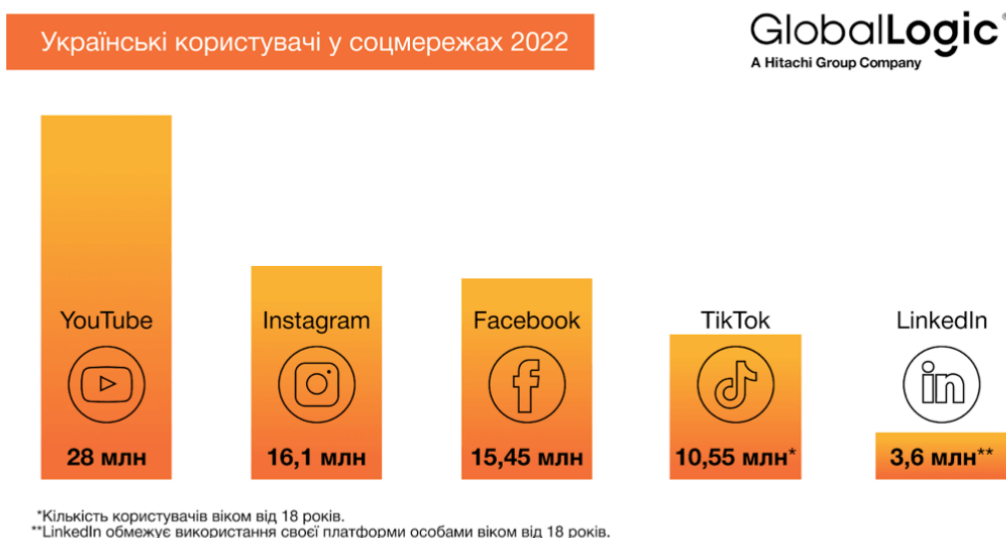 Українські користувачі у соцмережах 2022
GlobalLogic®
A Hitachi Group Company
YouTube
Instagram
Facebook
TikTok
LinkedIn
in
28 млн
16,1 млн
15,45 млн
10,55 млн*
3,6 млн**
*Кількість користувачів віком від 18 років.
**LinkedIn обмежує використання своєї платформи особами віком від 18 років.